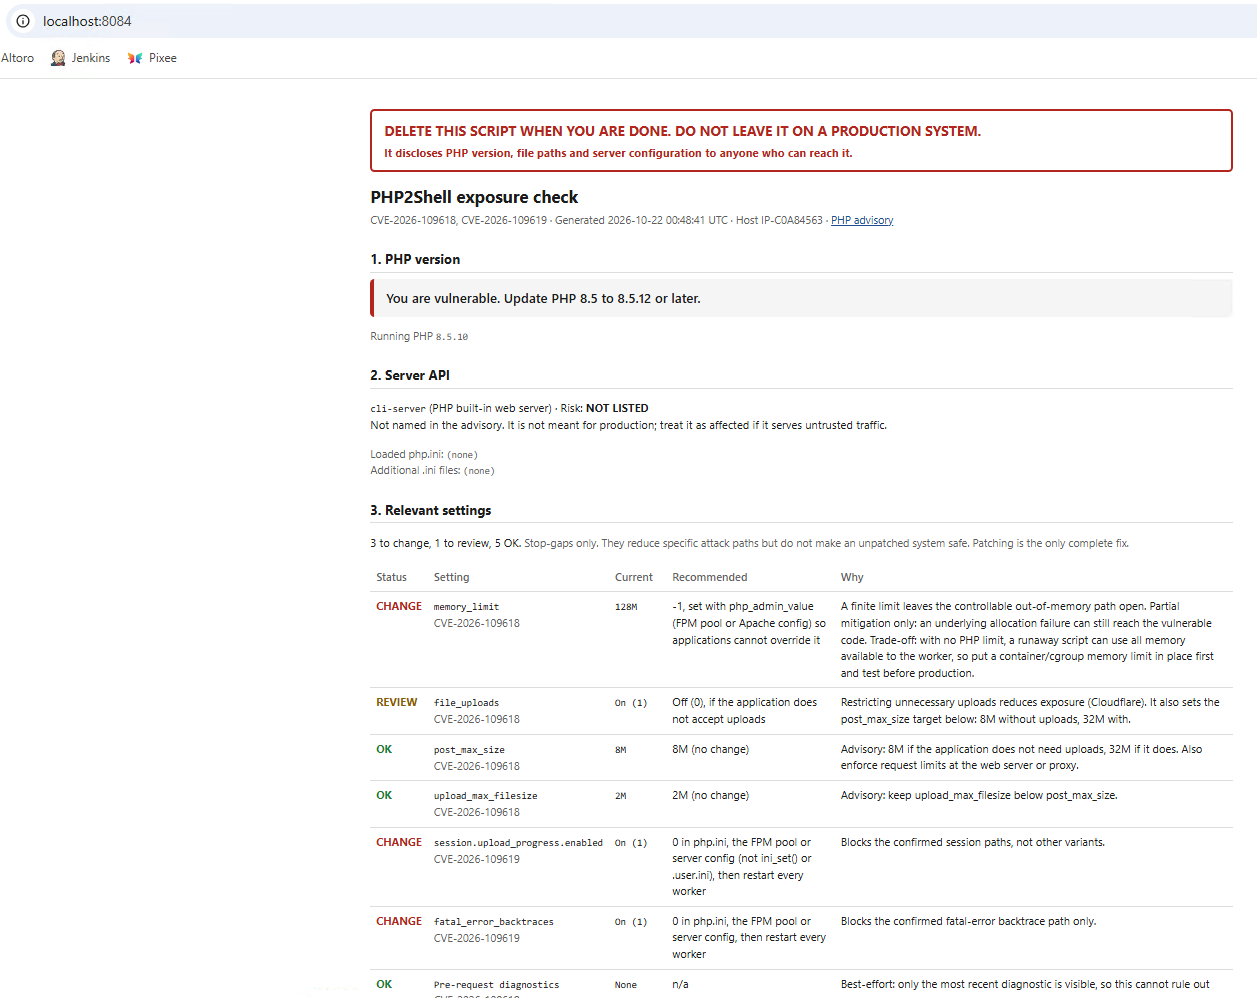 localhost:8084
Altoro Jenkins Pixee
DELETE THIS SCRIPT WHEN YOU ARE DONE. DO NOT LEAVE IT ON A PRODUCTION SYSTEM.
It discloses PHP version, file paths and server configuration to anyone who can reach it.
PHP2Shell exposure check
CVE-2026-109618, CVE-2026-109619 · Generated 2026-10-22 00:48:41 UTC · Host IP-C0A84563 · PHP advisory
1. PHP version
You are vulnerable. Update PHP 8.5 to 8.5.12 or later.
Running PHP 8.5.10
2. Server API
cli-server (PHP built-in web server) · Risk: NOT LISTED
Not named in the advisory. It is not meant for production; treat it as affected if it serves untrusted traffic.
Loaded php.ini: (none)
Additional .ini files: (none)
3. Relevant settings
3 to change, 1 to review, 5 OK. Stop-gaps only. They reduce specific attack paths but do not make an unpatched system safe. Patching is the only complete fix.
Status Setting Current Recommended Why
CHANGE memory_limit 128M -1, set with php_admin_value A finite limit leaves the controllable out-of-memory path open. Partial
CVE-2026-109618 (FPM pool or Apache config) so mitigation only: an underlying allocation failure can still reach the vulnerable
applications cannot override it code. Trade-off: with no PHP limit, a runaway script can use all memory
available to the worker, so put a container/cgroup memory limit in place first
and test before production.
REVIEW file_uploads On (1) Off (0), if the application does Restricting unnecessary uploads reduces exposure (Cloudflare). It also sets the
CVE-2026-109618 not accept uploads post_max_size target below: 8M without uploads, 32M with.
OK post_max_size 8M 8M (no change) Advisory: 8M if the application does not need uploads, 32M if it does. Also
CVE-2026-109618 enforce request limits at the web server or proxy.
OK upload_max_filesize 2M 2M (no change) Advisory: keep upload_max_filesize below post_max_size.
CVE-2026-109618
CHANGE session.upload_progress.enabled On (1) 0 in php.ini, the FPM pool or Blocks the confirmed session paths, not other variants.
CVE-2026-109619 server config (not ini_set() or
.user.ini), then restart every
worker
CHANGE fatal_error_backtraces On (1) 0 in php.ini, the FPM pool or Blocks the confirmed fatal-error backtrace path only.
CVE-2026-109619 server config, then restart every
worker
OK Pre-request diagnostics None n/a Best-effort: only the most recent diagnostic is visible, so this cannot rule out